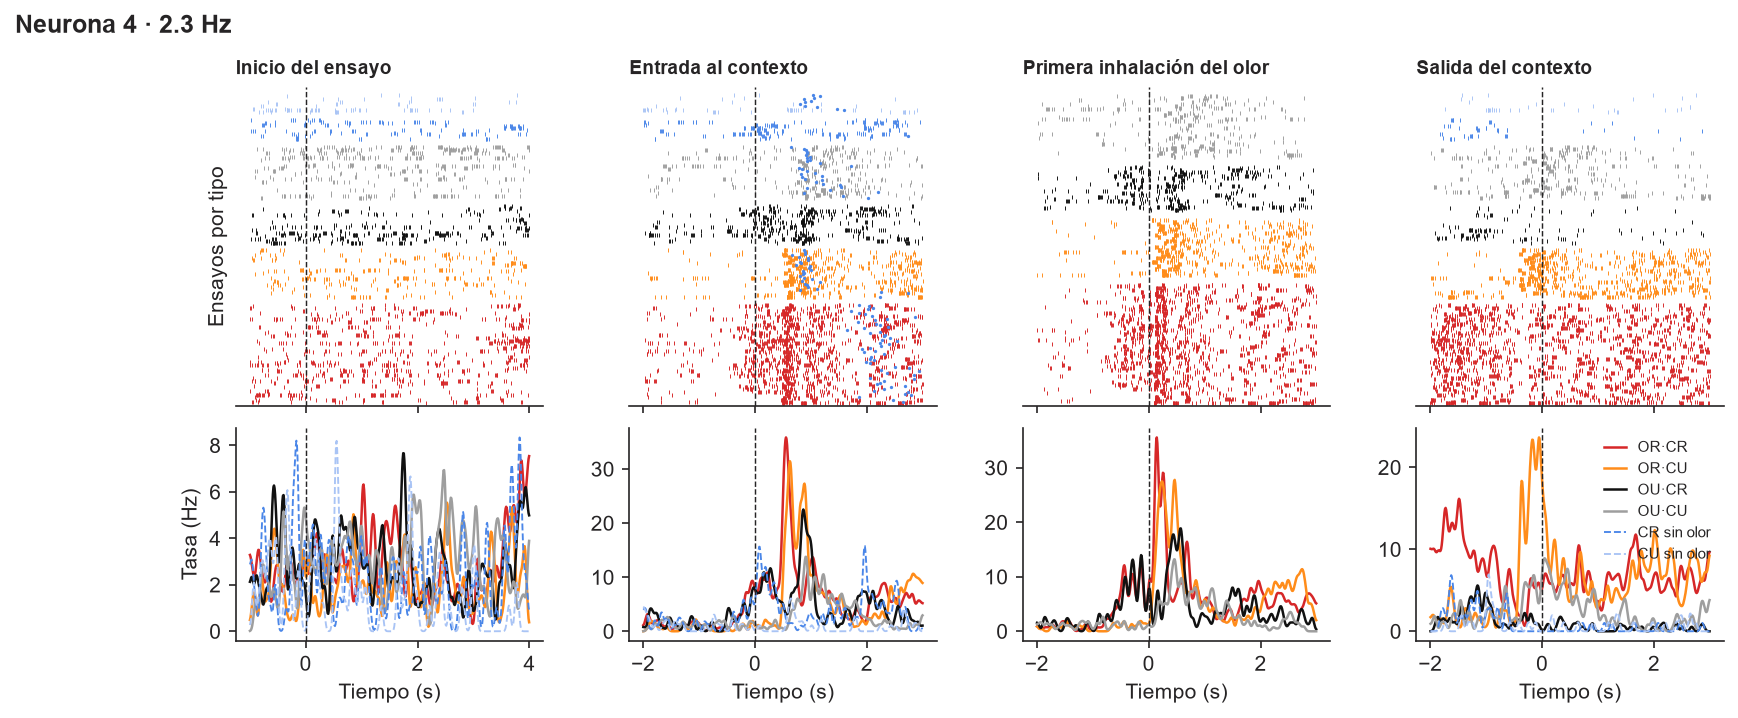 Neurona 4 · 2.3 Hz
Inicio del ensayo
Entrada al contexto
Primera inhalación del olor
Salida del contexto
Ensayos por tipo
Tasa (Hz)
8
6
4
2
0
0
2
4
Tiempo (s)
30
20
10
0
−2
0
2
Tiempo (s)
30
20
10
0
−2
0
2
Tiempo (s)
20
10
0
−2
0
2
Tiempo (s)
OR·CR
OR·CU
OU·CR
OU·CU
CR sin olor
CU sin olor